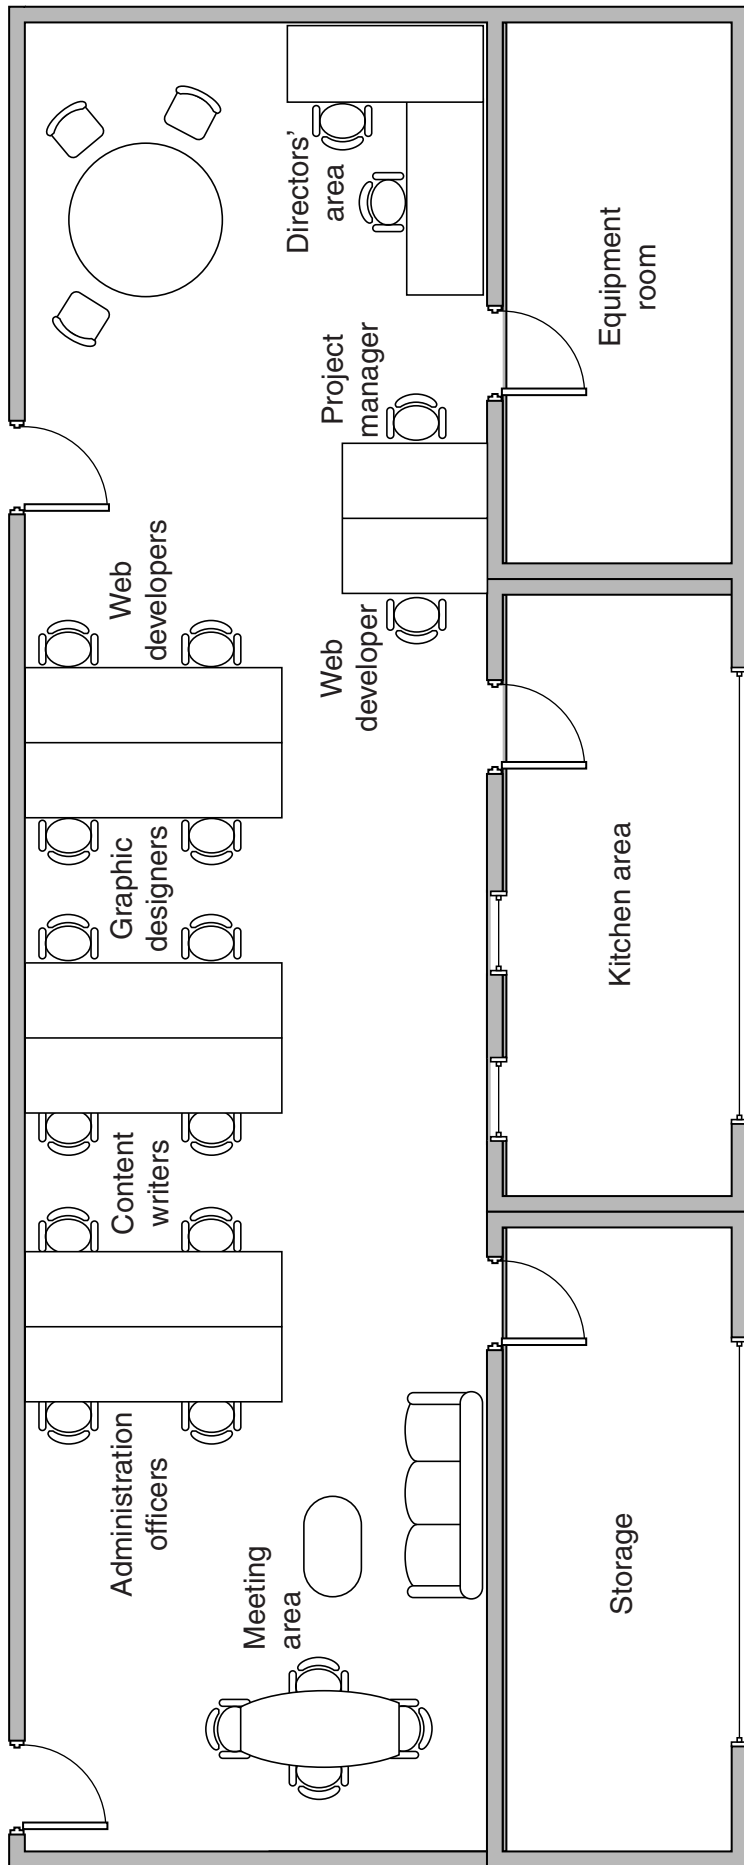 Directors’
area
Equipment
room
Project
manager
Web
developers
Web
developer
Graphic
designers
Kitchen area
Content
writers
Administration
officers
Meeting
area
Storage